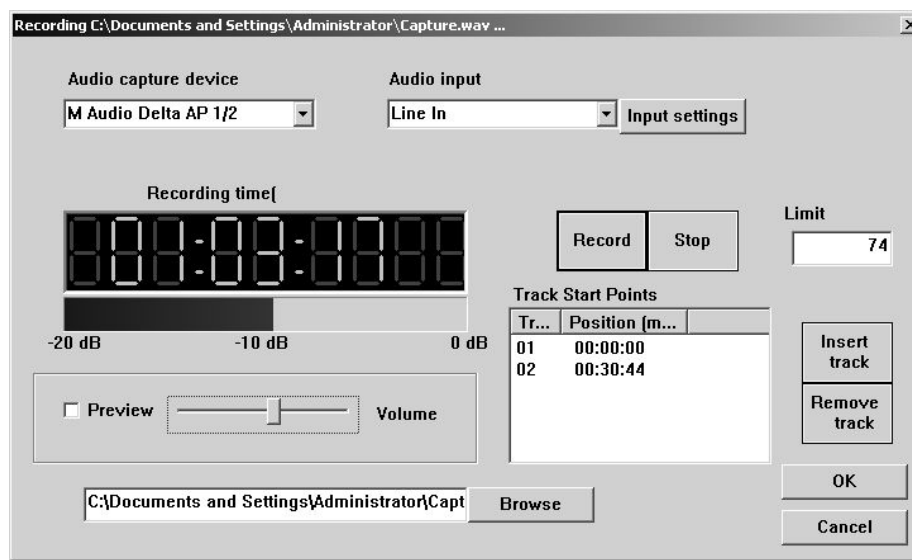 Recording C:\Documents and Settings\Administrator\Capture.wav ...
Audio capture device
Audio input
M Audio Delta AP 1/2
Line In
Input settings
Recording time(
01:03:17
Record
Stop
Limit
74
-20 dB
-10 dB
0 dB
Track Start Points
Tr...
Position (m...
01 00:00:00
02 00:30:44
Insert
track
Remove
track
Preview
Volume
C:\Documents and Settings\Administrator\Capt
Browse
OK
Cancel